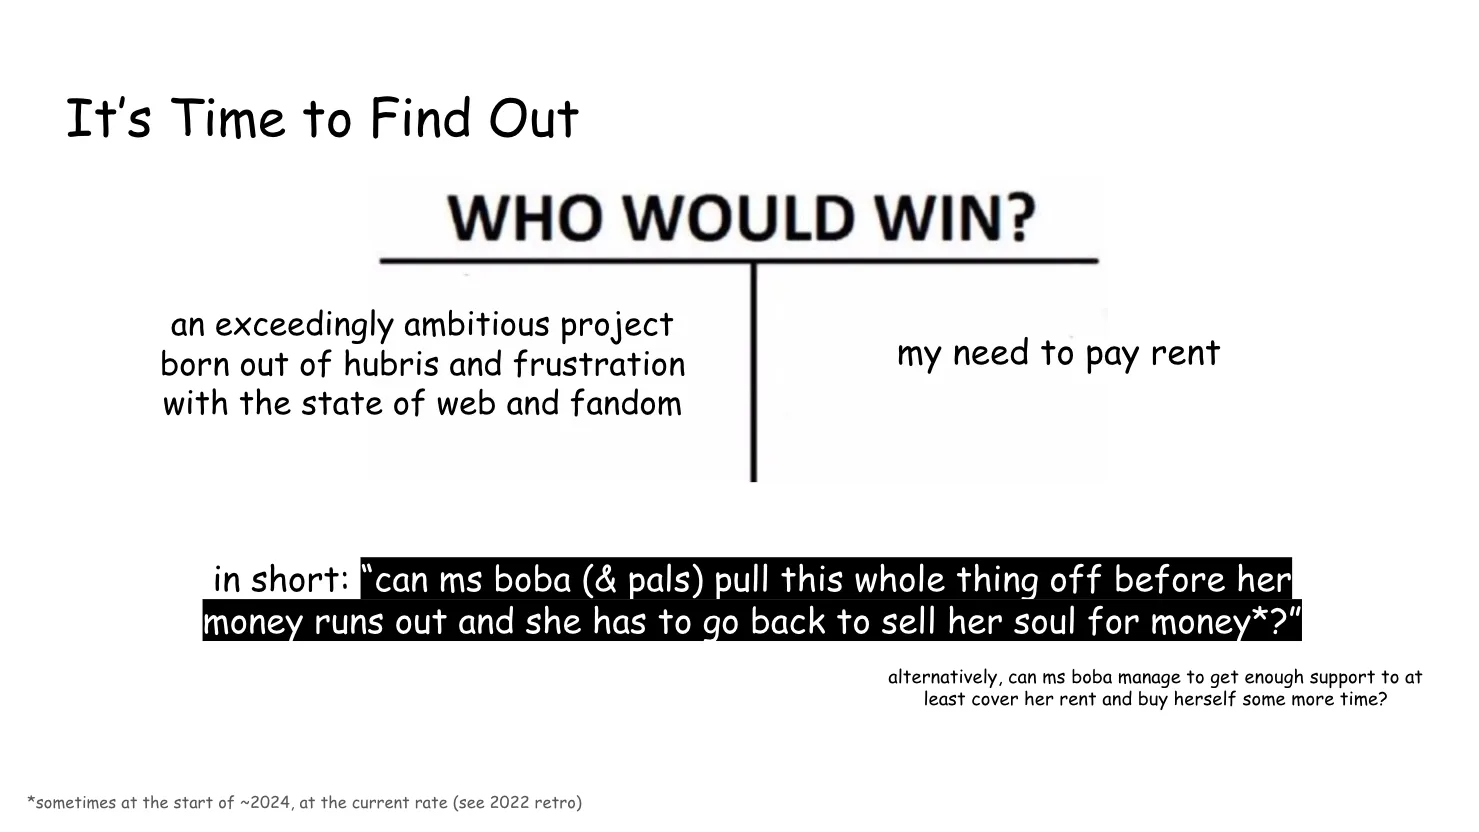 It’s Time to Find Out
WHO WOULD WIN?
an exceedingly ambitious project
born out of hubris and frustration
with the state of web and fandom
my need to pay rent
in short: “can ms boba (& pals) pull this whole thing off before her
money runs out and she has to go back to sell her soul for money*?”
alternatively, can ms boba manage to get enough support to at
least cover her rent and buy herself some more time?
*sometimes at the start of ~2024, at the current rate (see 2022 retro)